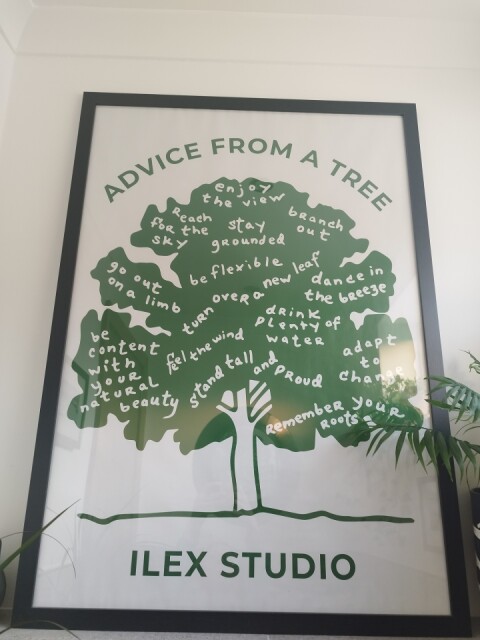 ADVICE FROM A TREE
enjoy
the view
Reach
for the
sky
stay
grounded
branch
out
go out
on a limb
be flexible
turn over a new leaf
dance in
the breeze
drink
plenty of
water
be
content
with
your
natural
beauty
feel the wind
stand tall and proud
adapt
to
change
Remember your
roots
ILEX STUDIO